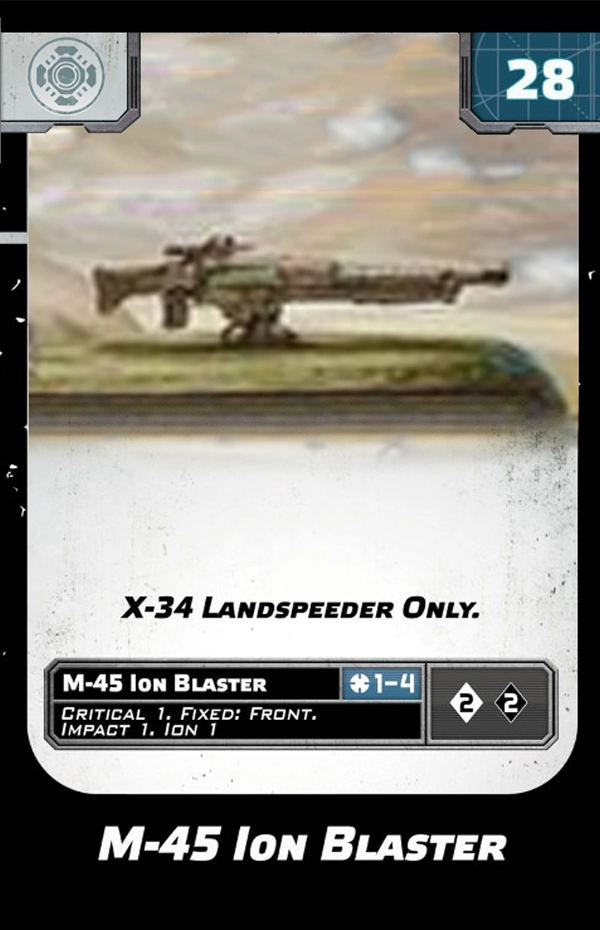 28
X-34 Landspeeder Only.
M-45 Ion Blaster 1–4
Critical 1. Fixed: Front.
Impact 1. Ion 1
2 2
M-45 Ion Blaster